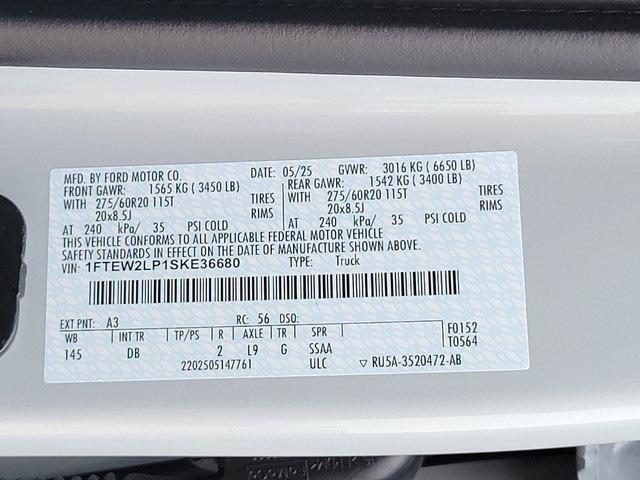 MFD. BY FORD MOTOR CO. DATE: 05/25 GVWR: 3016 KG ( 6650 LB)
FRONT GAWR: 1565 KG ( 3450 LB) REAR GAWR: 1542 KG ( 3400 LB)
WITH 275/60R20 115T TIRES WITH 275/60R20 115T TIRES
20x8.5J RIMS 20x8.5J RIMS
AT 240 kPa/ 35 PSI COLD AT 240 kPa/ 35 PSI COLD
THIS VEHICLE CONFORMS TO ALL APPLICABLE FEDERAL MOTOR VEHICLE
SAFETY STANDARDS IN EFFECT ON THE DATE OF MANUFACTURE SHOWN ABOVE.
VIN: 1FTEW2LP1SKE36680 TYPE: Truck
EXT PNT: A3 RC: 56 DSO: F0152
WB INT TR TP/PS R AXLE TR SPR T0564
145 DB 2 L9 G SSAA
2202505147761 ULC ▽ RU5A-3520472-AB